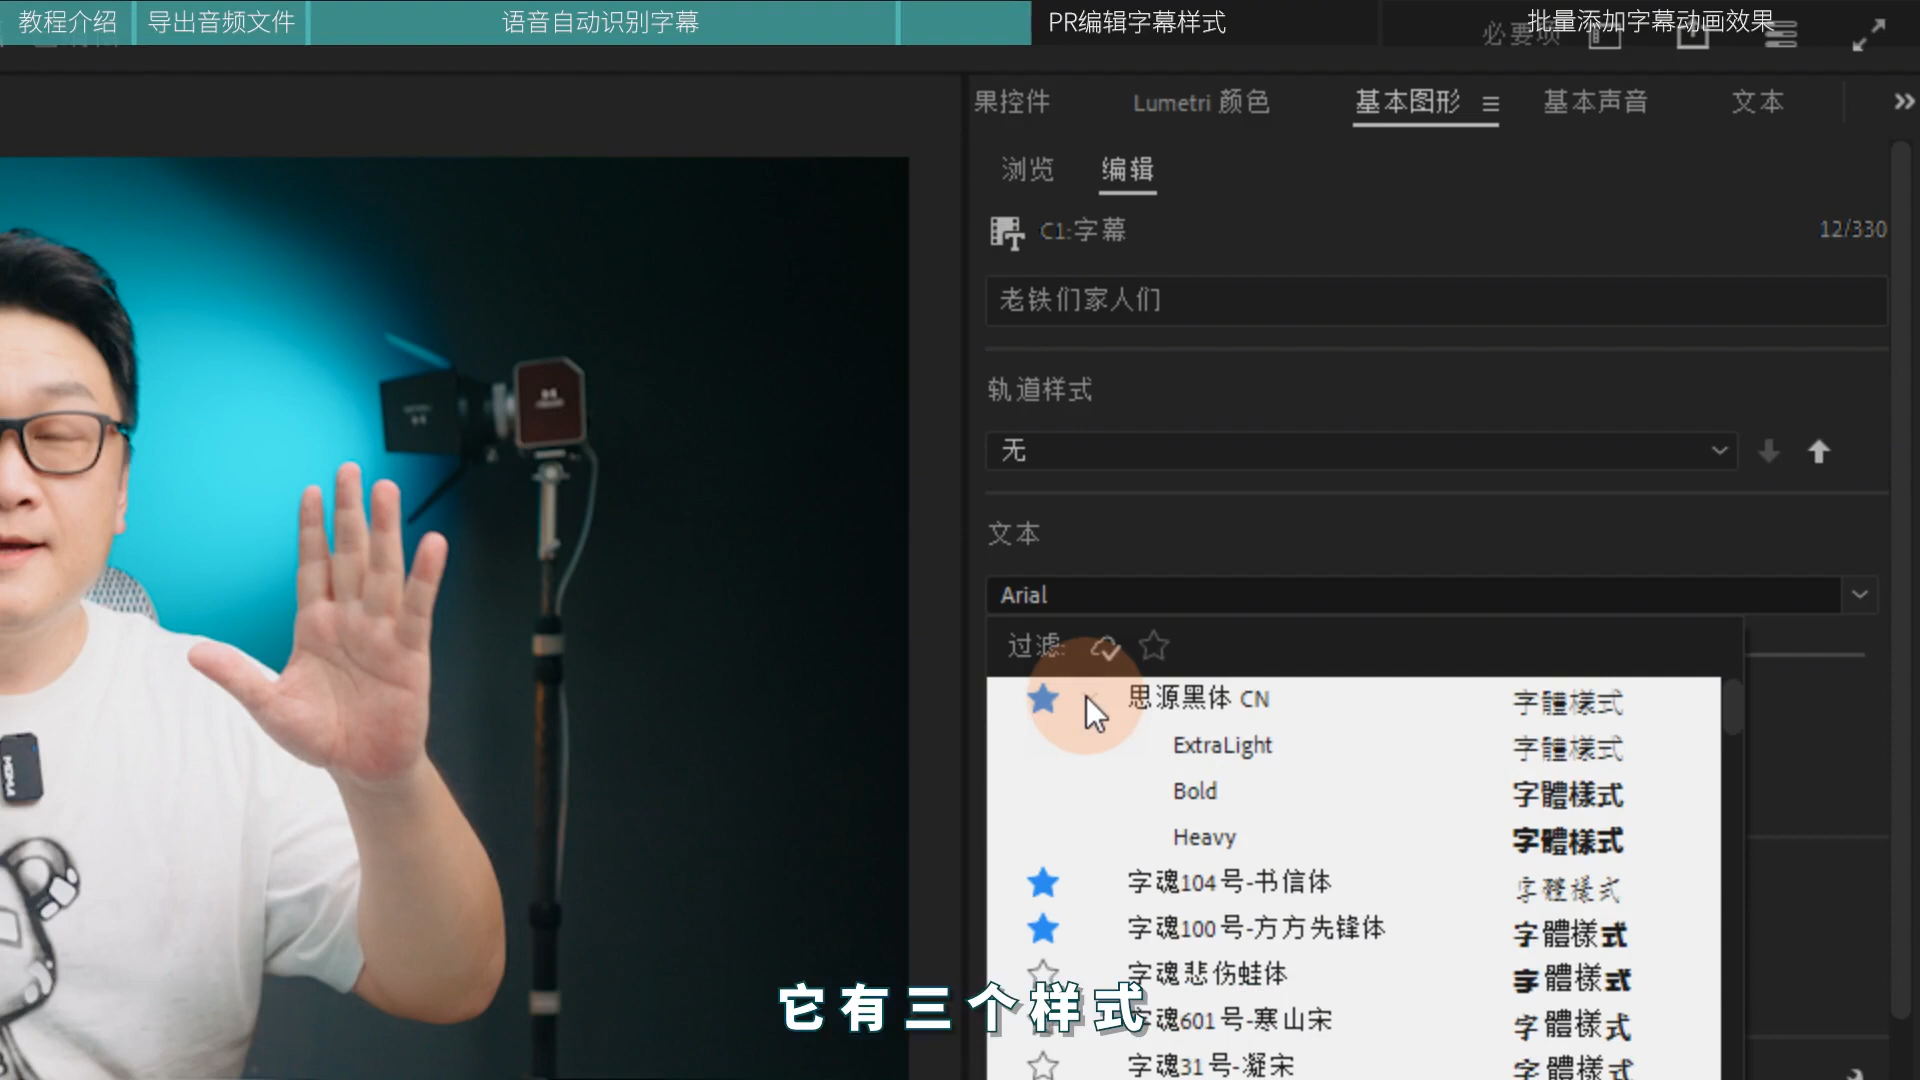 教程介绍 导出音频文件 语音自动识别字幕 PR编辑字幕样式 批量添加字幕动画效果
必要项
果控件 Lumetri 颜色 基本图形 基本声音 文本
浏览 编辑
C1:字幕 12/330
老铁们家人们
轨道样式
无
文本
Arial
过滤:
思源黑体 CN 字體樣式
ExtraLight 字體樣式
Bold 字體樣式
Heavy 字體樣式
字魂104号-书信体 字體樣式
字魂100号-方方先锋体 字體樣式
字魂悲伤蛙体 字體樣式
它有三个样式
字魂601号-寒山宋 字體樣式
字魂31号-凝宋 字體樣式